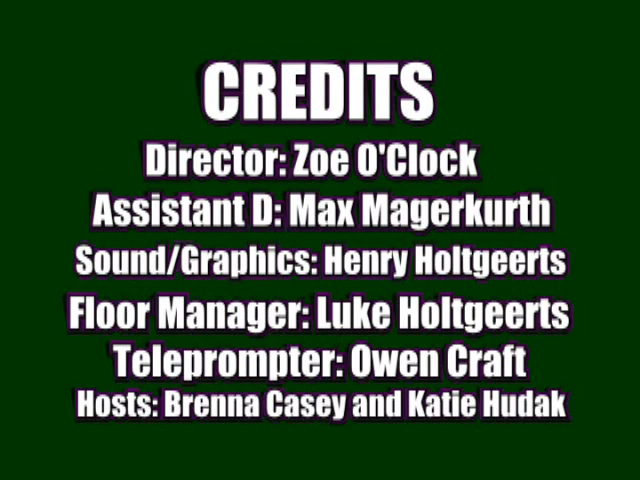 CREDITS
Director: Zoe O'Clock
Assistant D: Max Magerkurth
Sound/Graphics: Henry Holtgeerts
Floor Manager: Luke Holtgeerts
Teleprompter: Owen Craft
Hosts: Brenna Casey and Katie Hudak